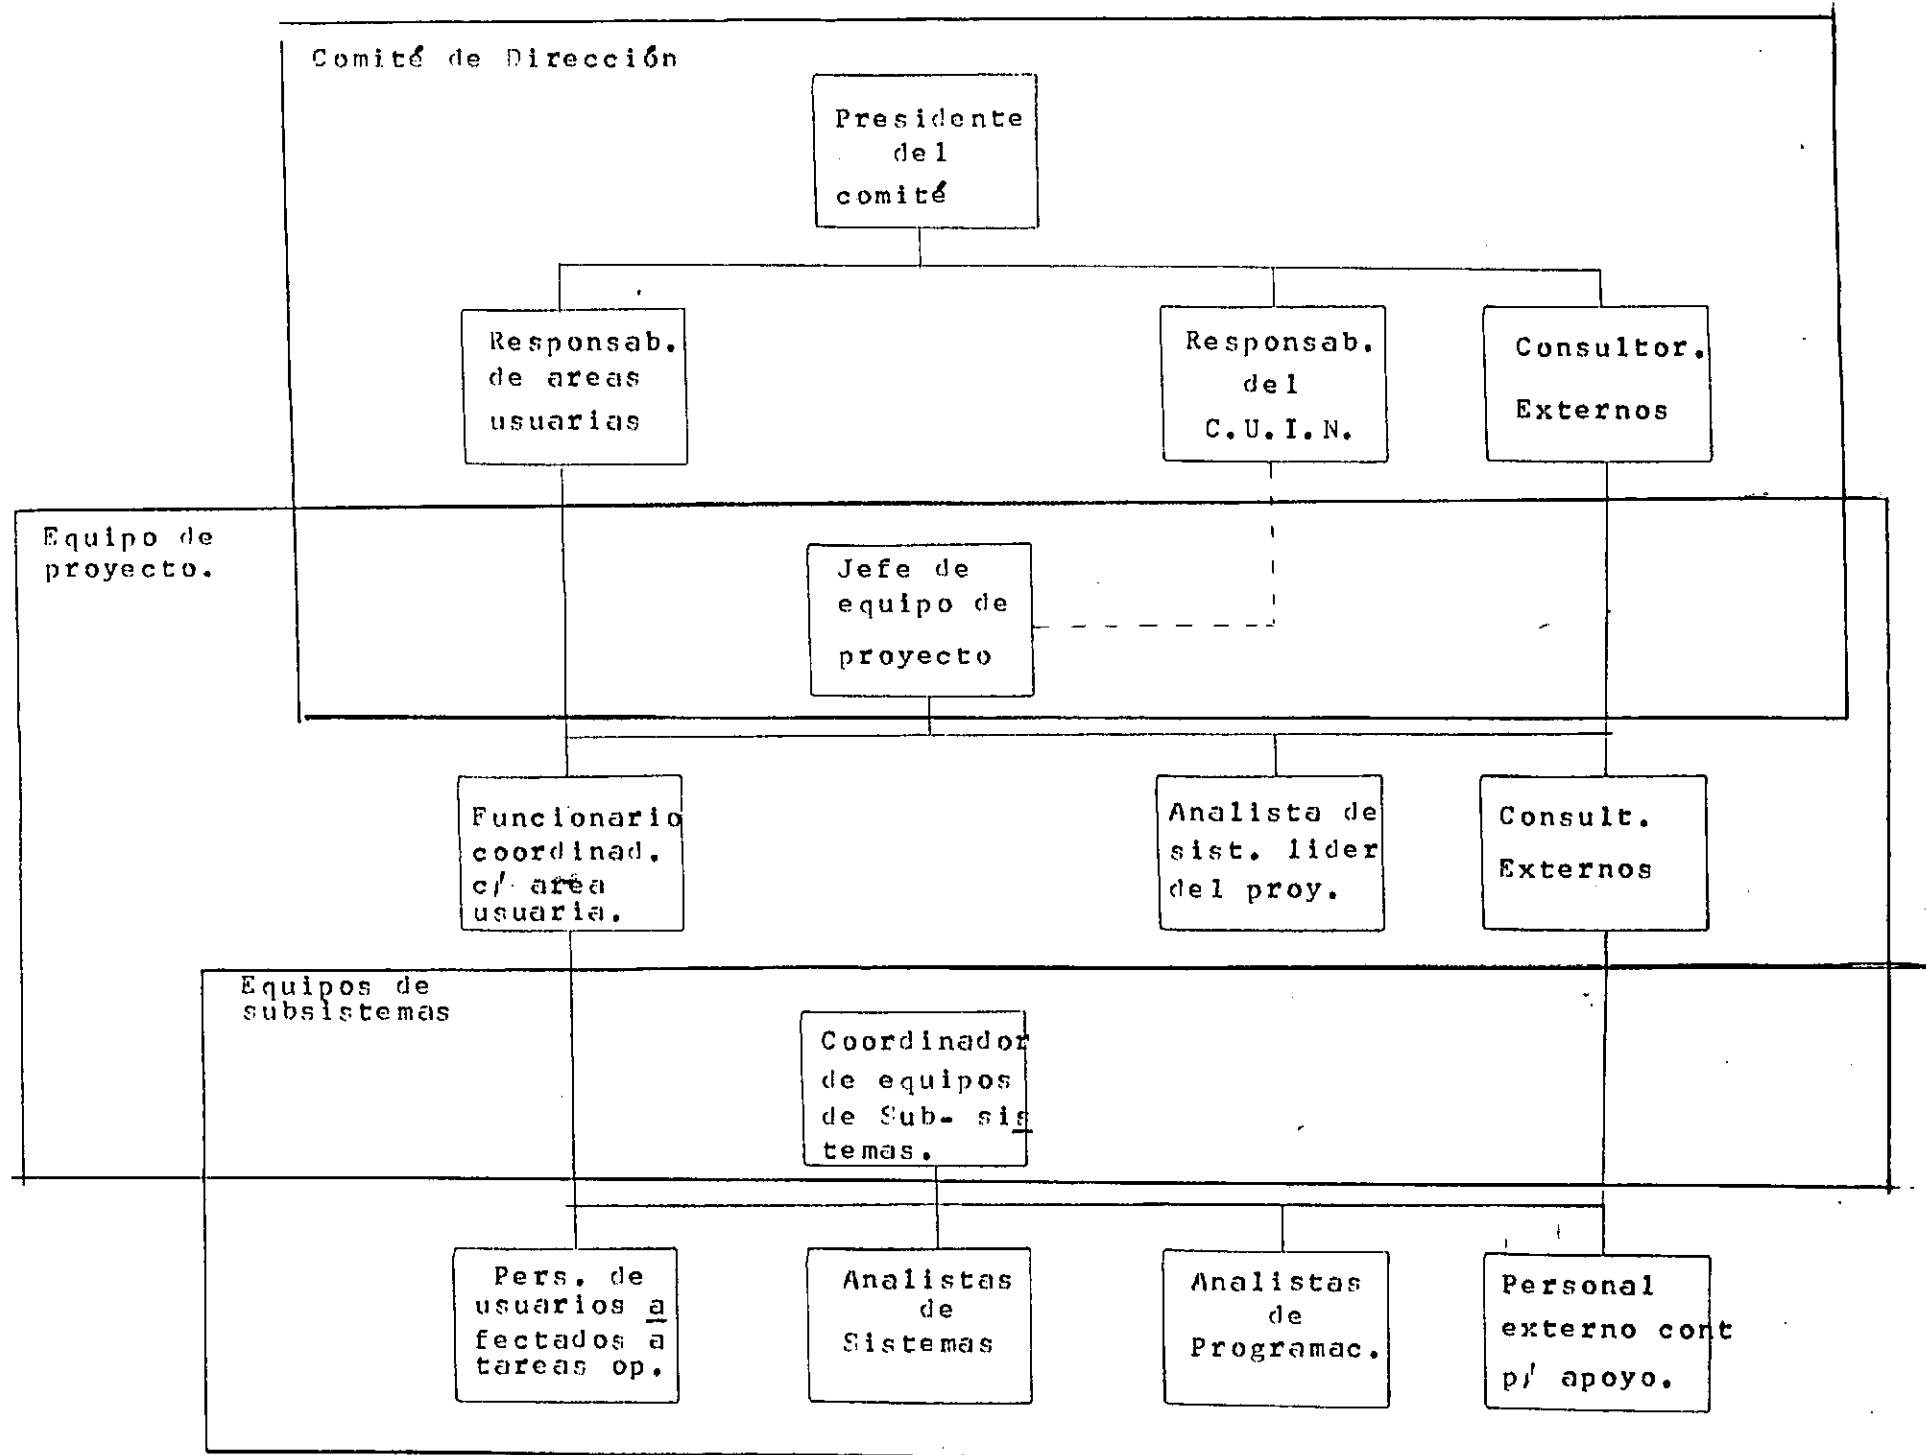 Comité de Dirección
Presidente
del
comité
Responsab.
de areas
usuarias
Responsab.
del
C.U.I.N.
Consultor.
Externos
Equipo de
proyecto.
Jefe de
equipo de
proyecto
Funcionario
coordinad.
c/ area
usuaria.
Analista de
sist. lider
del proy.
Consult.
Externos
Equipos de
subsistemas
Coordinador
de equipos
de Sub- sis
temas.
Pers. de
usuarios a
fectados a
tareas op.
Analistas
de
Sistemas
Analistas
de
Programac.
Personal
externo cont
p/ apoyo.